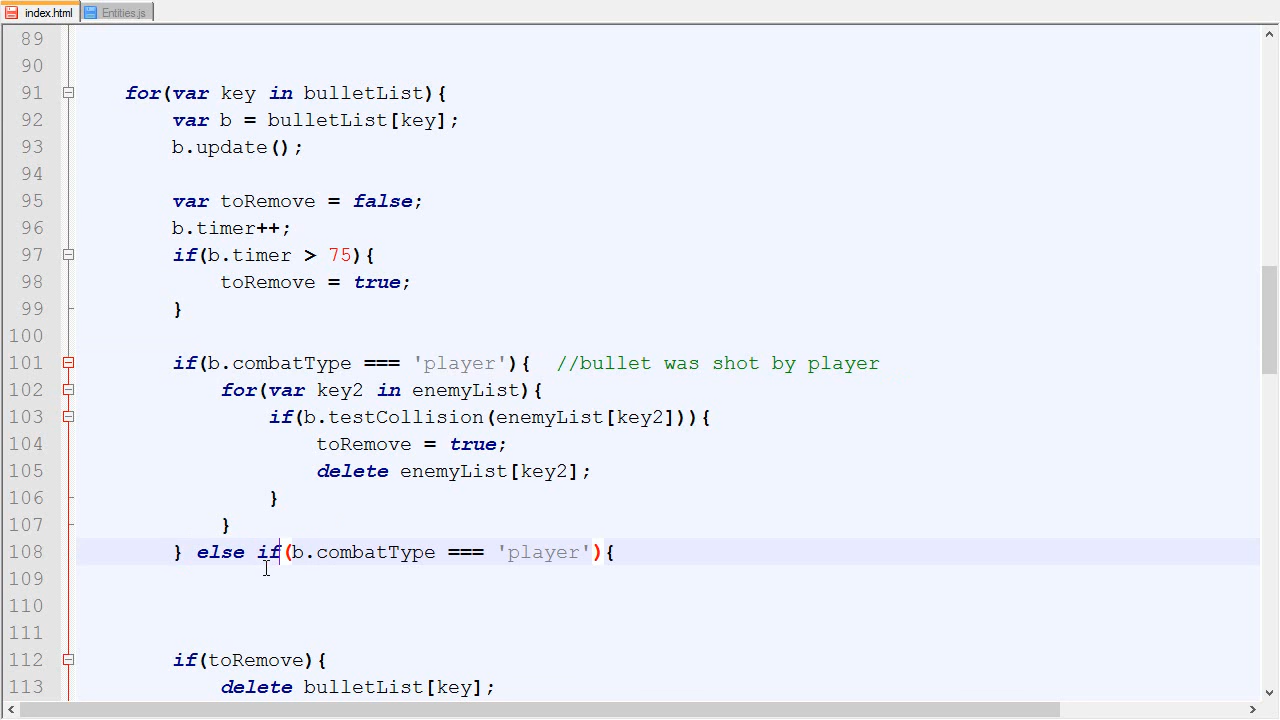 index.html Entities.js
89
90
91 for(var key in bulletList){
92 var b = bulletList[key];
93 b.update();
94
95 var toRemove = false;
96 b.timer++;
97 if(b.timer > 75){
98 toRemove = true;
99 }
100
101 if(b.combatType === 'player'){ //bullet was shot by player
102 for(var key2 in enemyList){
103 if(b.testCollision(enemyList[key2])){
104 toRemove = true;
105 delete enemyList[key2];
106 }
107 }
108 } else if(b.combatType === 'player'){
109
110
111
112 if(toRemove){
113 delete bulletList[key];